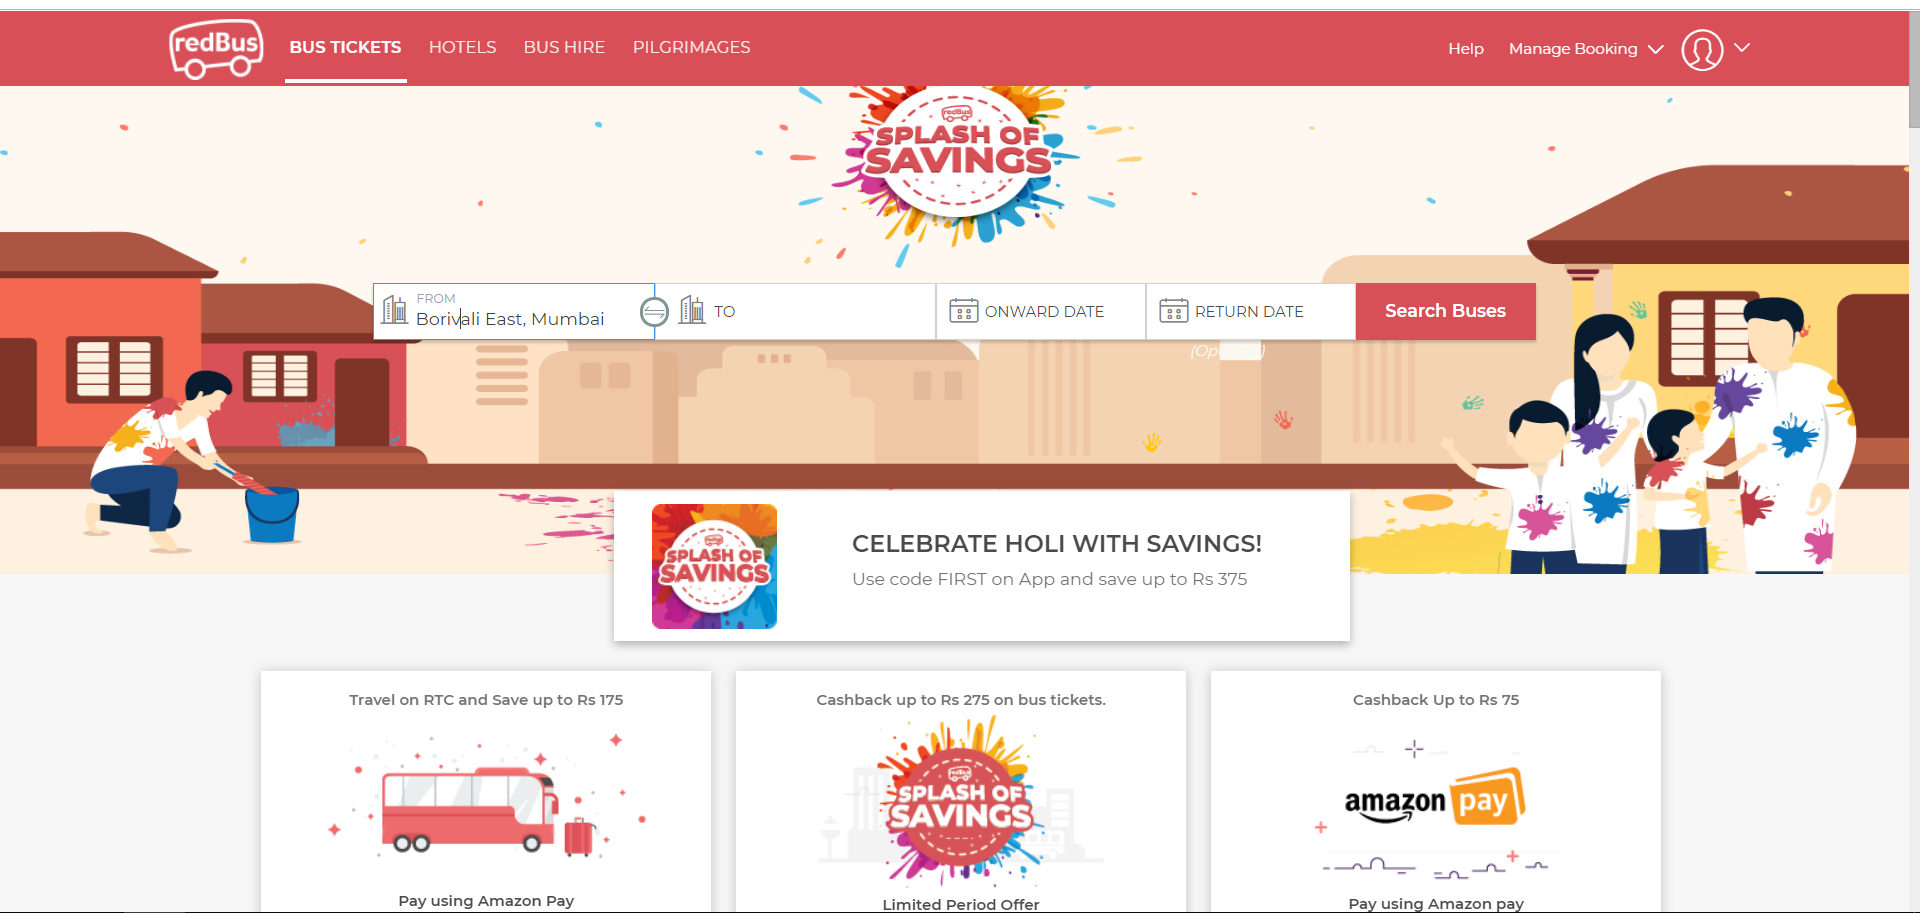 redBus
BUS TICKETS
HOTELS
BUS HIRE
PILGRIMAGES
Help
Manage Booking
redBus
SPLASH OF
SAVINGS
FROM
Borivali East, Mumbai
TO
ONWARD DATE
RETURN DATE
Search Buses
redBus
SPLASH OF
SAVINGS
CELEBRATE HOLI WITH SAVINGS!
Use code FIRST on App and save up to Rs 375
Travel on RTC and Save up to Rs 175
Pay using Amazon Pay
Cashback up to Rs 275 on bus tickets.
redBus
SPLASH OF
SAVINGS
Limited Period Offer
Cashback Up to Rs 75
amazon pay
Pay using Amazon pay